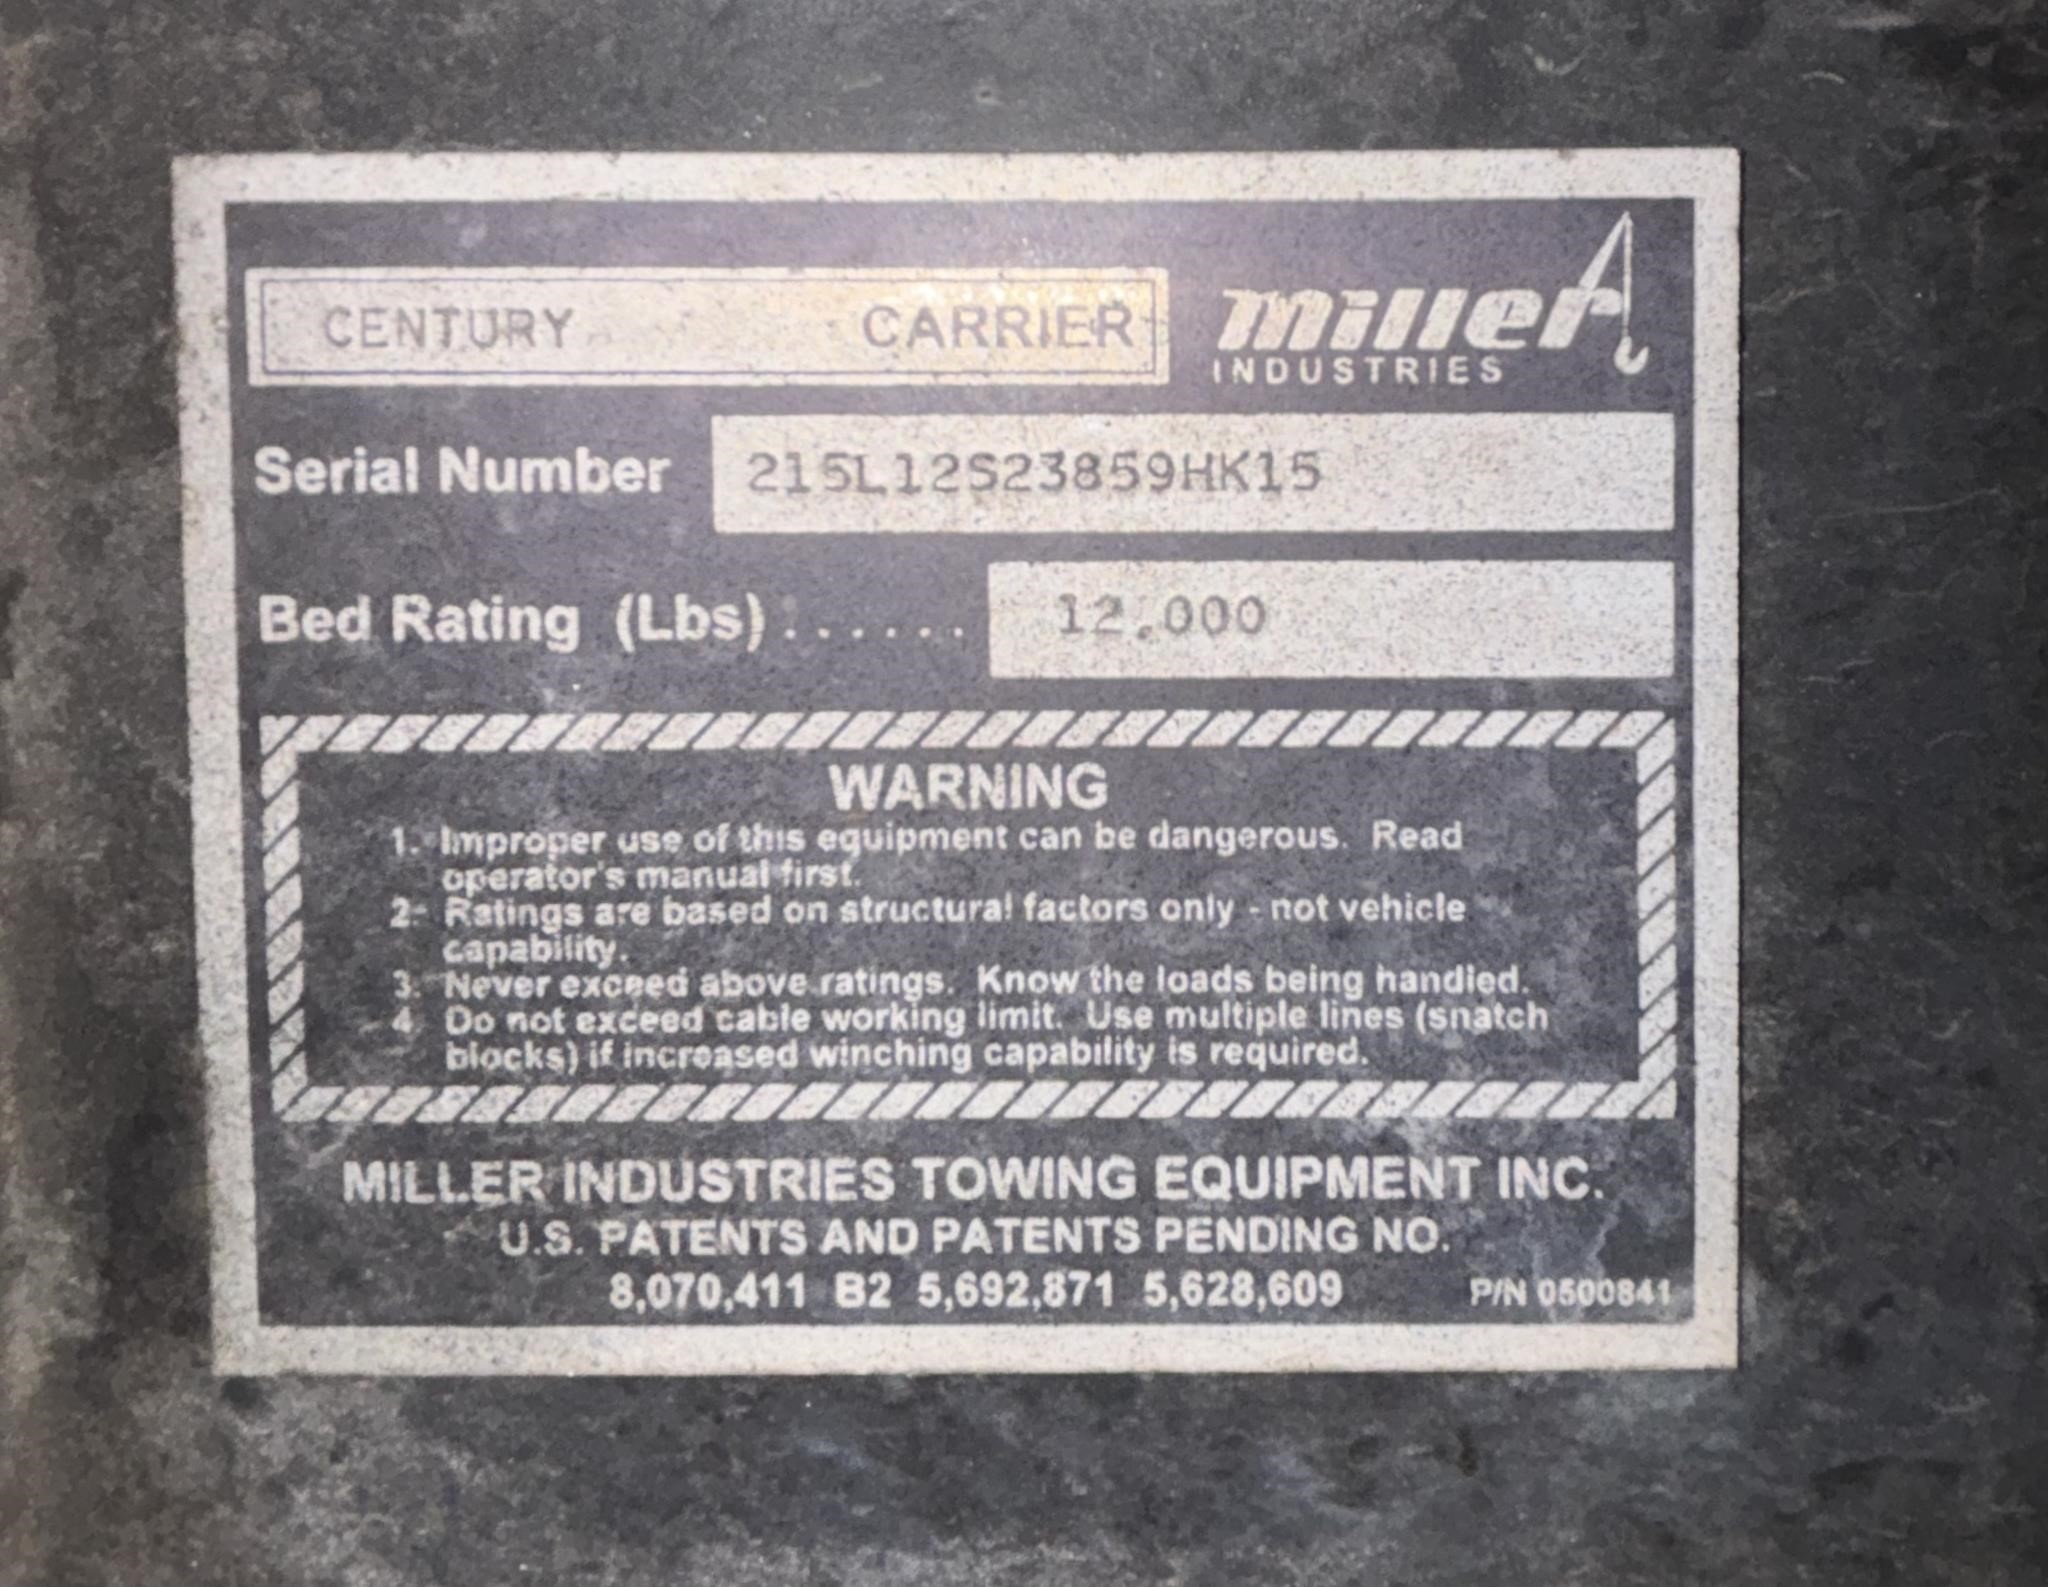 CENTURY CARRIER
miller
INDUSTRIES
Serial Number 215L12S23859HK15
Bed Rating (Lbs)...... 12,000
WARNING
1. Improper use of this equipment can be dangerous. Read
operator's manual first.
2. Ratings are based on structural factors only - not vehicle
capability.
3. Never exceed above ratings. Know the loads being handled.
4 Do not exceed cable working limit. Use multiple lines (snatch
blocks) if increased winching capability is required.
MILLER INDUSTRIES TOWING EQUIPMENT INC.
U.S. PATENTS AND PATENTS PENDING NO.
8,070,411 B2 5,692,871 5,628,609
P/N 0500841